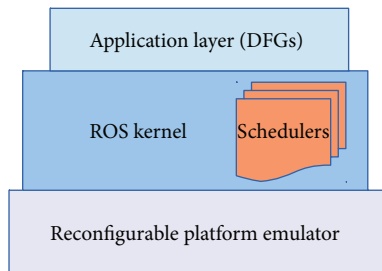 Application layer (DFGs)
ROS kernel
Schedulers
Reconfigurable platform emulator